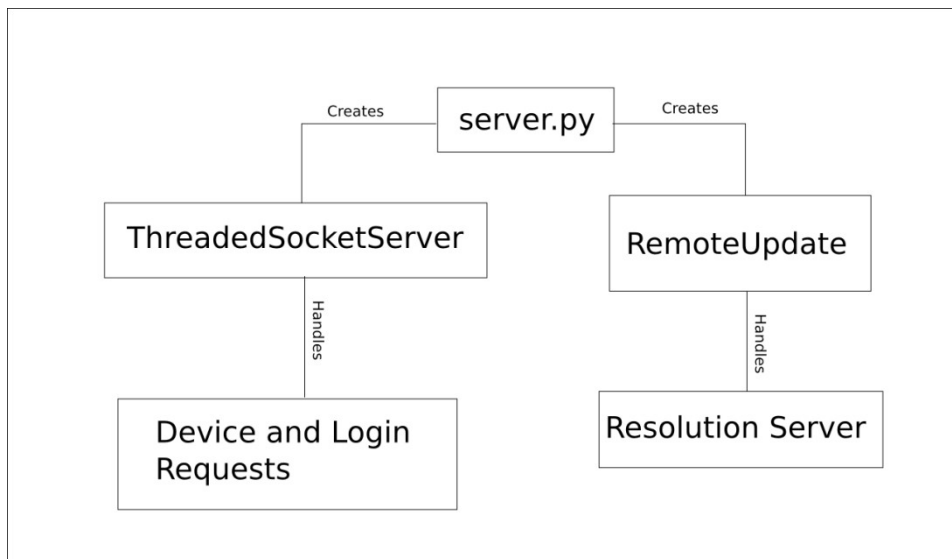 server.py
Creates
Creates
ThreadedSocketServer
RemoteUpdate
Handles
Handles
Device and Login
Requests
Resolution Server